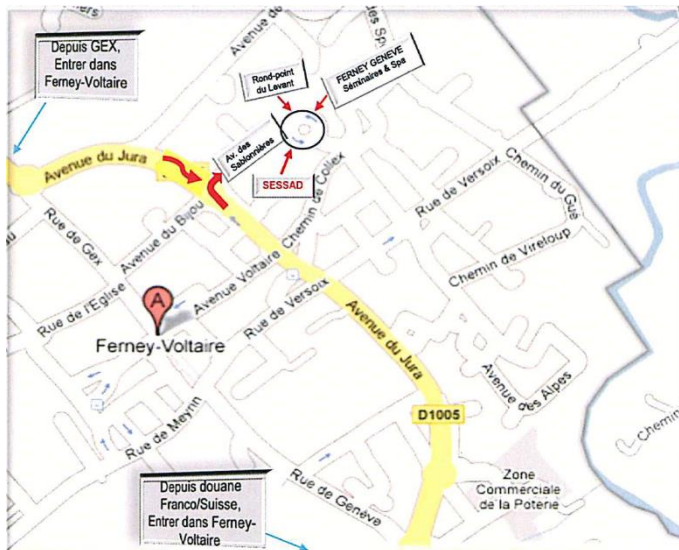 Depuis GEX,
Entrer dans
Ferney-Voltaire
Avenue de
des Spo
Rond-point
du Levant
FERNEY GENEVE
Séminaires & Spa
Av. des
Sablonnières
SESSAD
Avenue du Jura
Rue de Gex
Avenue du Bijou
Chemin de Collex
Rue de Versoix
Chemin du Gué
Chemin de Vireloup
Rue de l'Eglise
Avenue Voltaire
A
Ferney-Voltaire
Rue de Versoix
Avenue du Jura
Avenue des Alpes
D1005
Rue de Meyrin
Chemin
Rue de Genève
Zone
Commerciale
de la Poterie
Depuis douane
Franco/Suisse,
Entrer dans Ferney-
Voltaire